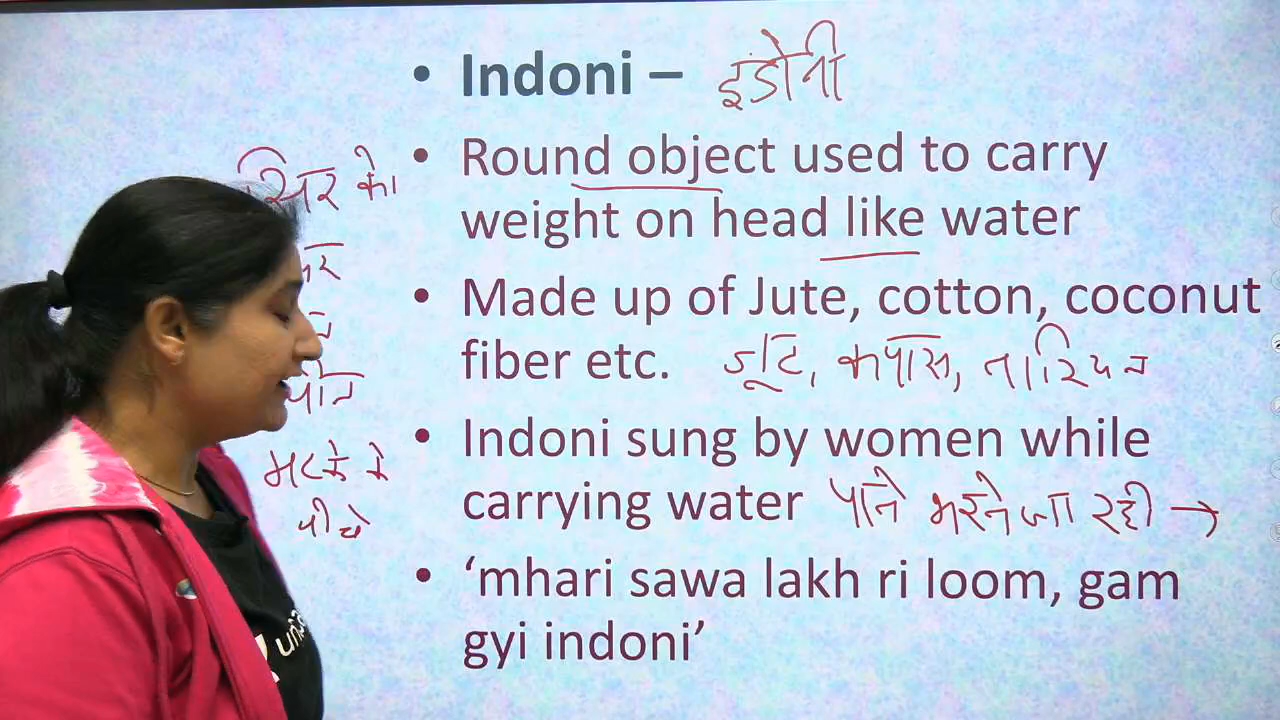 • Indoni – इंडोनी
• Round object used to carry
weight on head like water
• Made up of Jute, cotton, coconut
fiber etc. जूट, कपास, नारियल
• Indoni sung by women while
carrying water पानी भरने जा रही →
• ‘mhari sawa lakh ri loom, gam
gyi indoni’
सिर को
मटके के
पीछे